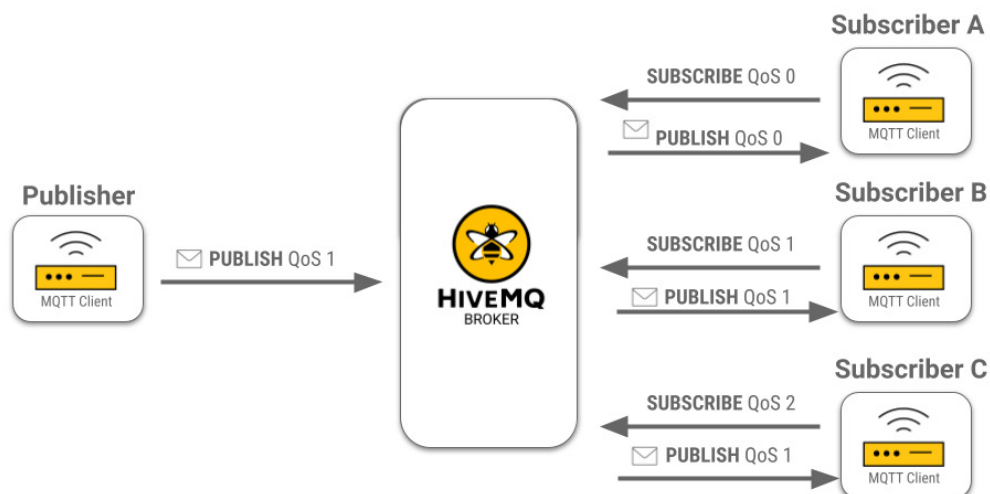 Subscriber A
SUBSCRIBE QoS 0
MQTT Client
PUBLISH QoS 0
Publisher
MQTT Client
PUBLISH QoS 1
HIVEMQ
BROKER
Subscriber B
SUBSCRIBE QoS 1
MQTT Client
PUBLISH QoS 1
Subscriber C
SUBSCRIBE QoS 2
PUBLISH QoS 1
MQTT Client